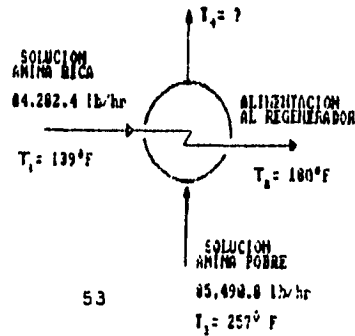 T₄= ?
SOLUCION
AMINA RICA
84.282.4 lb/hr
ALIMENTACION
AL REGENERADOR
T₁= 139°F
T₂= 180°F
SOLUCION
AMINA POBRE
85,490.8 lb/hr
T₃= 257° F
53